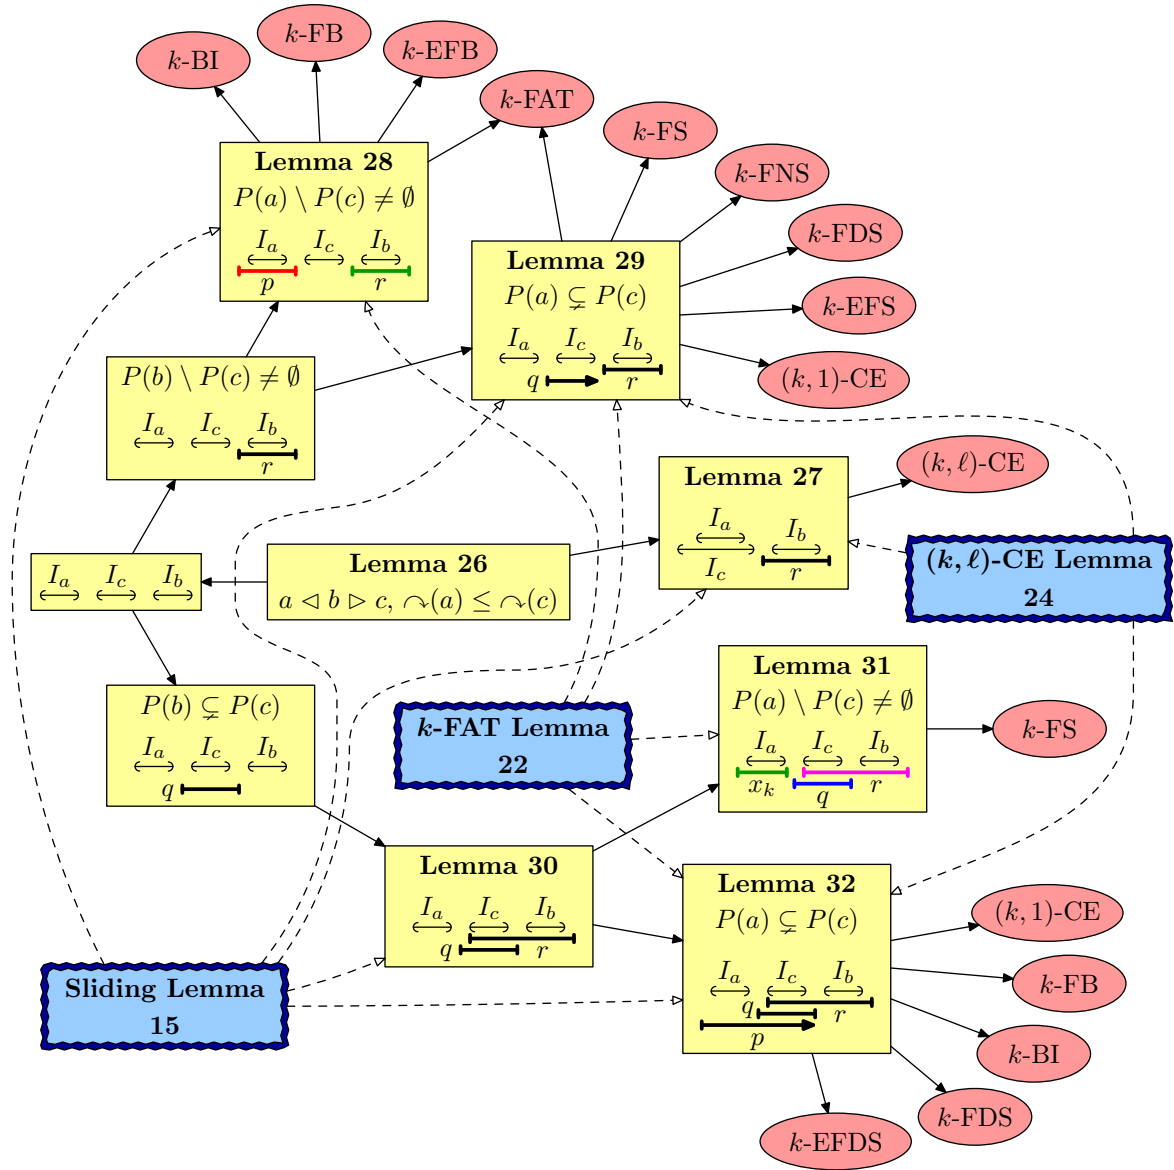 k-BI
k-FB
k-EFB
k-FAT
k-FS
k-FNS
k-FDS
k-EFS
(k, 1)-CE
Lemma 28
P(a) \ P(c) ≠ ∅
I_a I_c I_b
p r
Lemma 29
P(a) ⊊ P(c)
I_a I_c I_b
q r
P(b) \ P(c) ≠ ∅
I_a I_c I_b
r
Lemma 27
I_a I_b
I_c r
(k, ℓ)-CE
I_a I_c I_b
Lemma 26
a ◁ b ▷ c, ↷(a) ≤ ↷(c)
(k, ℓ)-CE Lemma
24
P(b) ⊊ P(c)
I_a I_c I_b
q
k-FAT Lemma
22
Lemma 31
P(a) \ P(c) ≠ ∅
I_a I_c I_b
x_k q r
k-FS
Lemma 30
I_a I_c I_b
q r
Lemma 32
P(a) ⊊ P(c)
I_a I_c I_b
q r
p
Sliding Lemma
15
(k, 1)-CE
k-FB
k-BI
k-FDS
k-EFDS